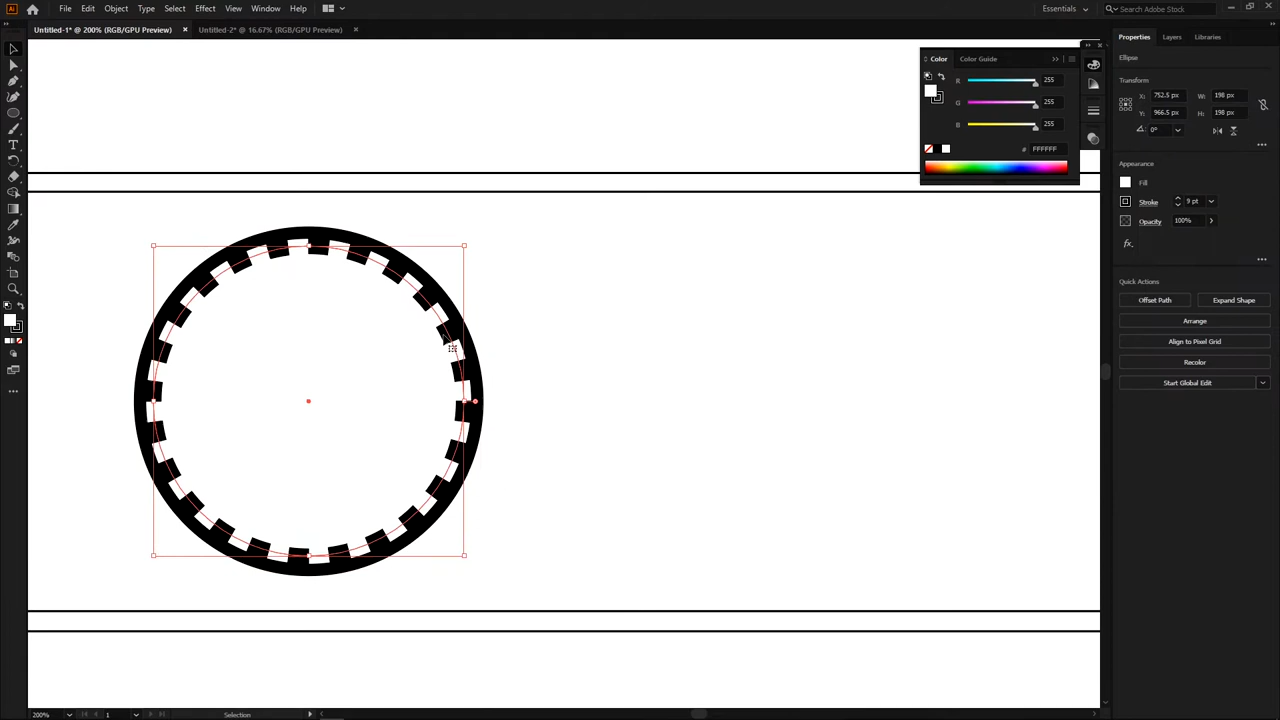 File Edit Object Type Select Effect View Window Help
Essentials
Search Adobe Stock
Untitled-1* @ 200% (RGB/GPU Preview)
Untitled-2* @ 16.67% (RGB/GPU Preview)
Color Color Guide
R 255
G 255
B 255
# FFFFFF
Properties Layers Libraries
Ellipse
Transform
X: 752.5 px W: 198 px
Y: 966.5 px H: 198 px
0°
Appearance
Fill
Stroke 9 pt
Opacity 100%
fx.
Quick Actions
Offset Path Expand Shape
Arrange
Align to Pixel Grid
Recolor
Start Global Edit
200% 1 Selection